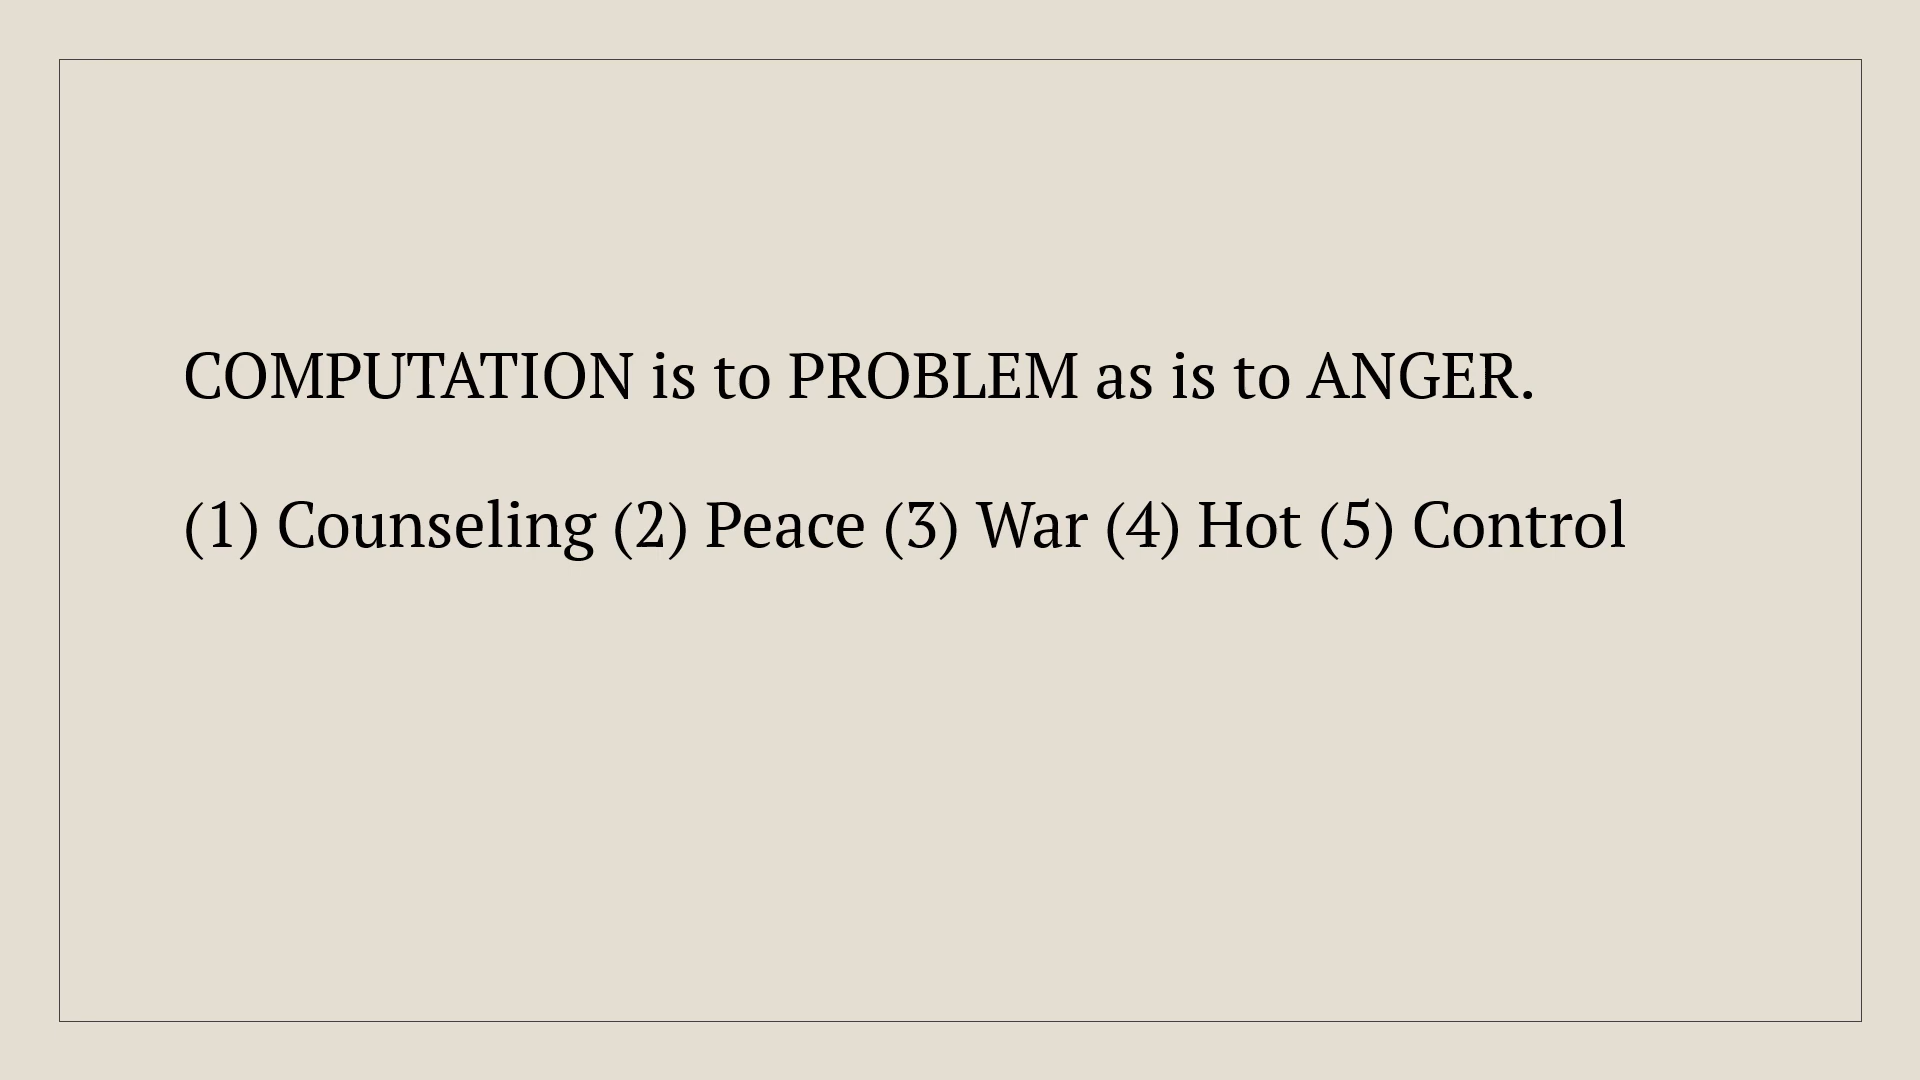 COMPUTATION is to PROBLEM as is to ANGER.
(1) Counseling (2) Peace (3) War (4) Hot (5) Control